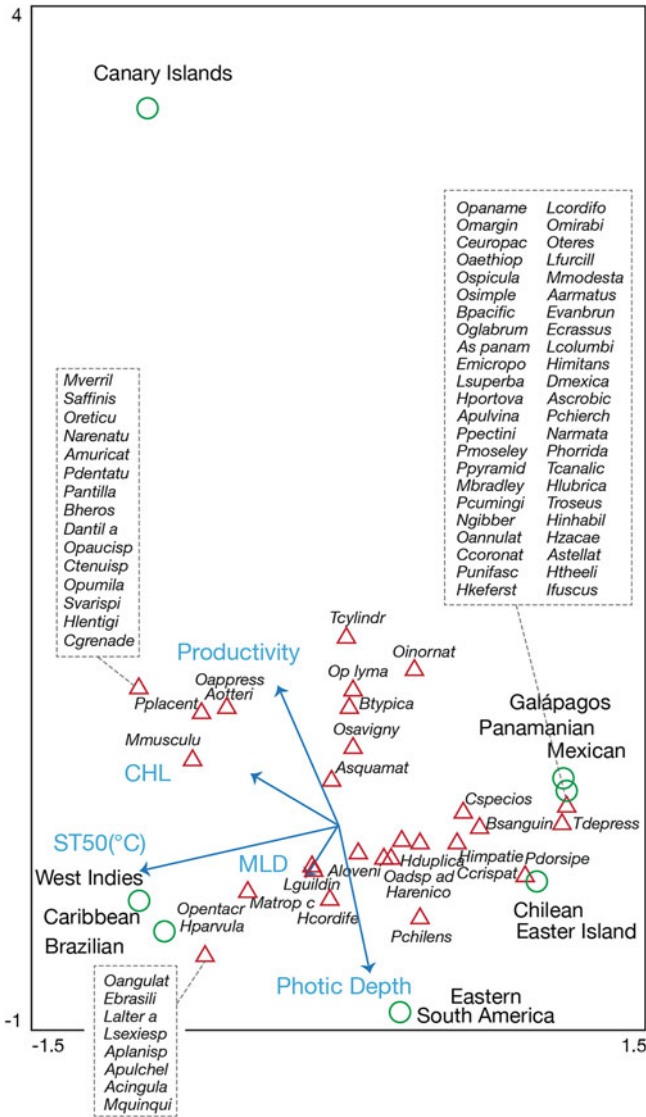 4
Canary Islands
Opaname Lcordifo
Omargin Omirabi
Ceuropac Oteres
Oaethiop Lfurcill
Ospicula Mmodesta
Osimple Aarmatus
Bpacific Evanbrun
Oglabrum Ecrassus
As panam Lcolumbi
Emicropo Himitans
Lsuperba Dmexica
Hportova Ascrobic
Apulvina Pchierch
Ppectini Narmata
Pmoseley Phorrida
Ppyramid Tcanalic
Mbradley Hlubrica
Pcumingi Troseus
Ngibber Hinhabil
Oannulat Hzacae
Ccoronat Astellat
Punifasc Htheeli
Hkeferst Ifuscus
Mverril
Saffinis
Oreticu
Narenatu
Amuricat
Pdentatu
Pantilla
Bheros
Dantil a
Opaucisp
Ctenuisp
Opumila
Svarispi
Hlentigi
Cgrenade
Tcylindr
Productivity
Oinornat
Oappress
Op lyma
Pplacent
Aotteri
Btypica
Galápagos
Panamanian
Mexican
Mmusculu
Osavigny
CHL
Asquamat
Cspecios
Bsanguin
Tdepress
ST50(°C)
MLD
Aloveni
Hduplica
Himpatie
Pdorsipe
West Indies
Lguildin
Oadsp ad
Ccrispat
Matrop c
Harenico
Opentacr
Hcordife
Chilean
Caribbean
Hparvula
Easter Island
Brazilian
Pchilens
Photic Depth
Eastern
South America
Oangulat
Ebrasili
Lalter a
Lsexiesp
Aplanisp
Apulchel
Acingula
Mquinqui
-1
-1.5
1.5